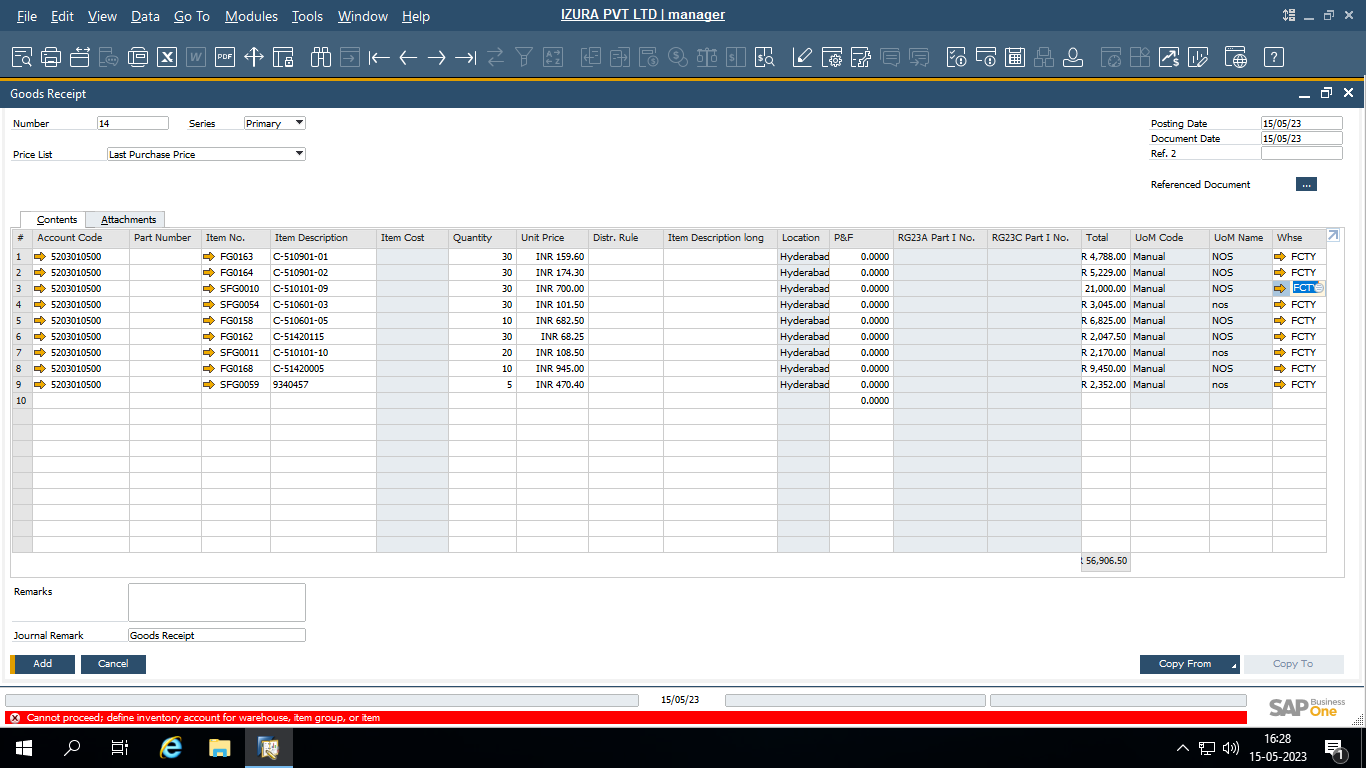 File Edit View Data Go To Modules Tools Window Help
IZURA PVT LTD | manager
W PDF
Goods Receipt
Number 14 Series Primary
Posting Date 15/05/23
Document Date 15/05/23
Price List Last Purchase Price
Ref. 2
Referenced Document ...
Contents Attachments
# Account Code Part Number Item No. Item Description Item Cost Quantity Unit Price Distr. Rule Item Description long Location P&F RG23A Part I No. RG23C Part I No. Total UoM Code UoM Name Whse
1 5203010500 FG0163 C-510901-01 30 INR 159.60 Hyderabad 0.0000 R 4,788.00 Manual NOS FCTY
2 5203010500 FG0164 C-510901-02 30 INR 174.30 Hyderabad 0.0000 R 5,229.00 Manual NOS FCTY
3 5203010500 SFG0010 C-510101-09 30 INR 700.00 Hyderabad 0.0000 21,000.00 Manual NOS FCTY
4 5203010500 SFG0054 C-510601-03 30 INR 101.50 Hyderabad 0.0000 R 3,045.00 Manual nos FCTY
5 5203010500 FG0158 C-510601-05 10 INR 682.50 Hyderabad 0.0000 R 6,825.00 Manual NOS FCTY
6 5203010500 FG0162 C-51420115 30 INR 68.25 Hyderabad 0.0000 R 2,047.50 Manual NOS FCTY
7 5203010500 SFG0011 C-510101-10 20 INR 108.50 Hyderabad 0.0000 R 2,170.00 Manual nos FCTY
8 5203010500 FG0168 C-51420005 10 INR 945.00 Hyderabad 0.0000 R 9,450.00 Manual NOS FCTY
9 5203010500 SFG0059 9340457 5 INR 470.40 Hyderabad 0.0000 R 2,352.00 Manual nos FCTY
10 0.0000
56,906.50
Remarks
Journal Remark Goods Receipt
Add Cancel Copy From Copy To
15/05/23
Cannot proceed; define inventory account for warehouse, item group, or item
SAP Business One
16:28
15-05-2023
1